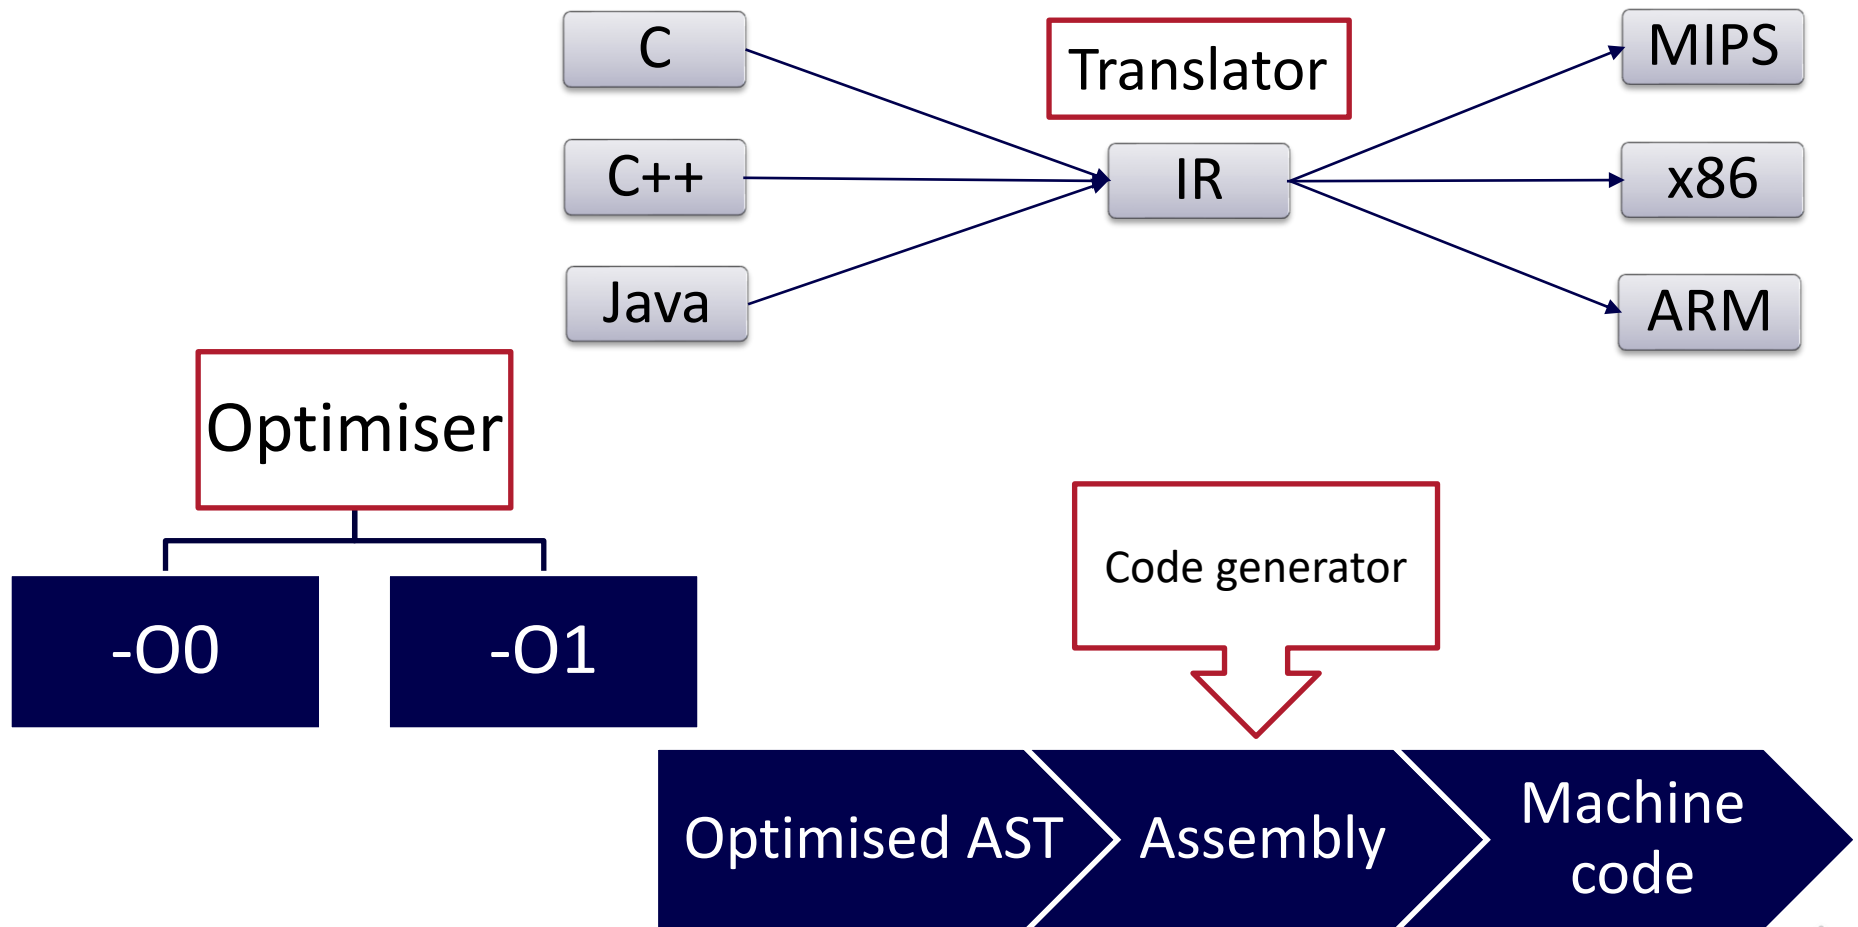 C
C++
Java
Translator
IR
MIPS
x86
ARM
Optimiser
-O0
-O1
Code generator
Optimised AST
Assembly
Machine
code